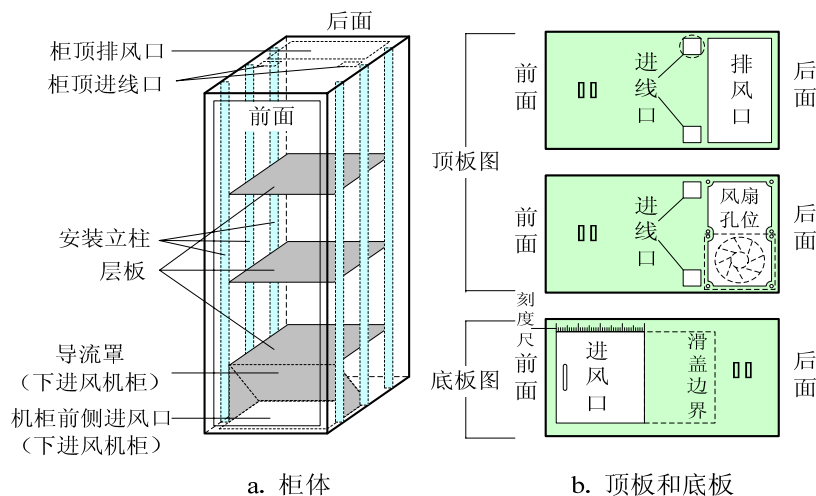 后面
柜顶排风口
柜顶进线口
前面
安装立柱
层板
导流罩
（下进风机柜）
机柜前侧进风口
（下进风机柜）
a. 柜体
顶板图
前面
进线口
排风口
后面
前面
进线口
风扇
孔位
后面
底板图
刻度尺
前面
进风口
滑盖边界
后面
b. 顶板和底板